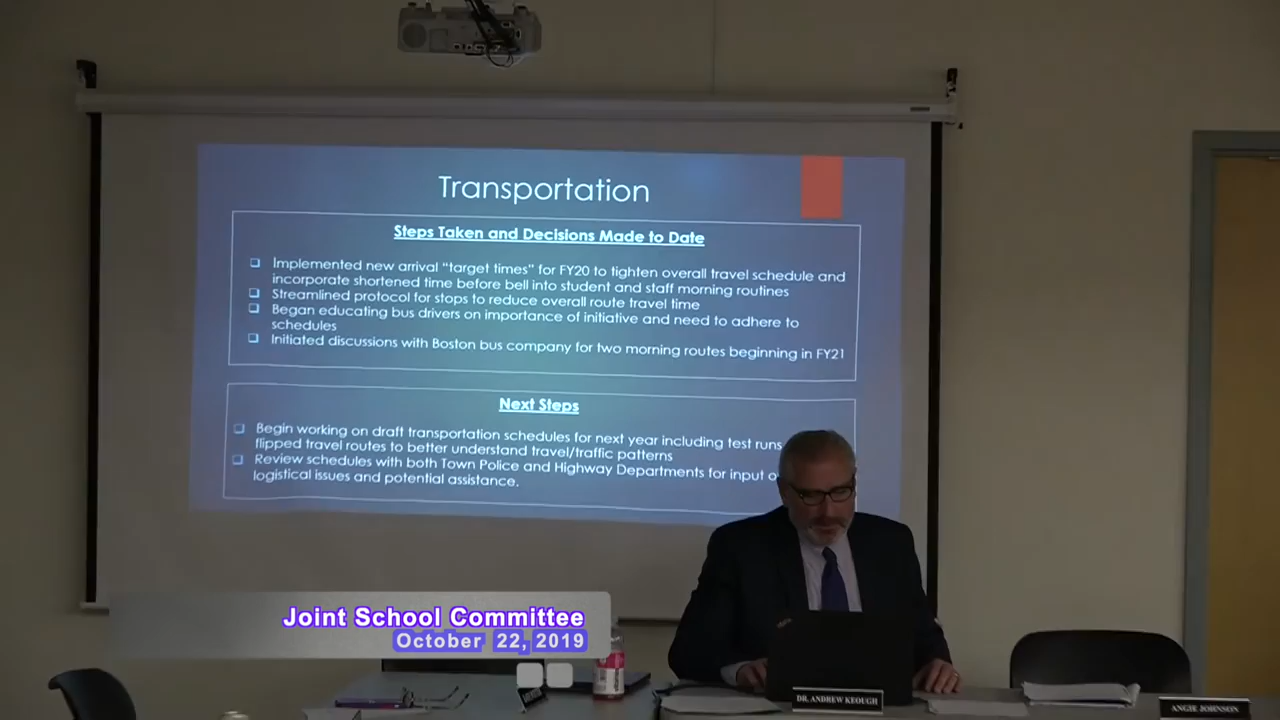 Transportation
Steps Taken and Decisions Made to Date
Implemented new arrival “target times” for FY20 to tighten overall travel schedule and
incorporate shortened time before bell into student and staff morning routines
Streamlined protocol for stops to reduce overall route travel time
Began educating bus drivers on importance of initiative and need to adhere to
schedules
Initiated discussions with Boston bus company for two morning routes beginning in FY21
Next Steps
Begin working on draft transportation schedules for next year including test runs
flipped travel routes to better understand travel/traffic patterns
Review schedules with both Town Police and Highway Departments for input
logistical issues and potential assistance.
Joint School Committee
October 22, 2019
DR. ANDREW KEOUGH
ANGIE JOHNSON